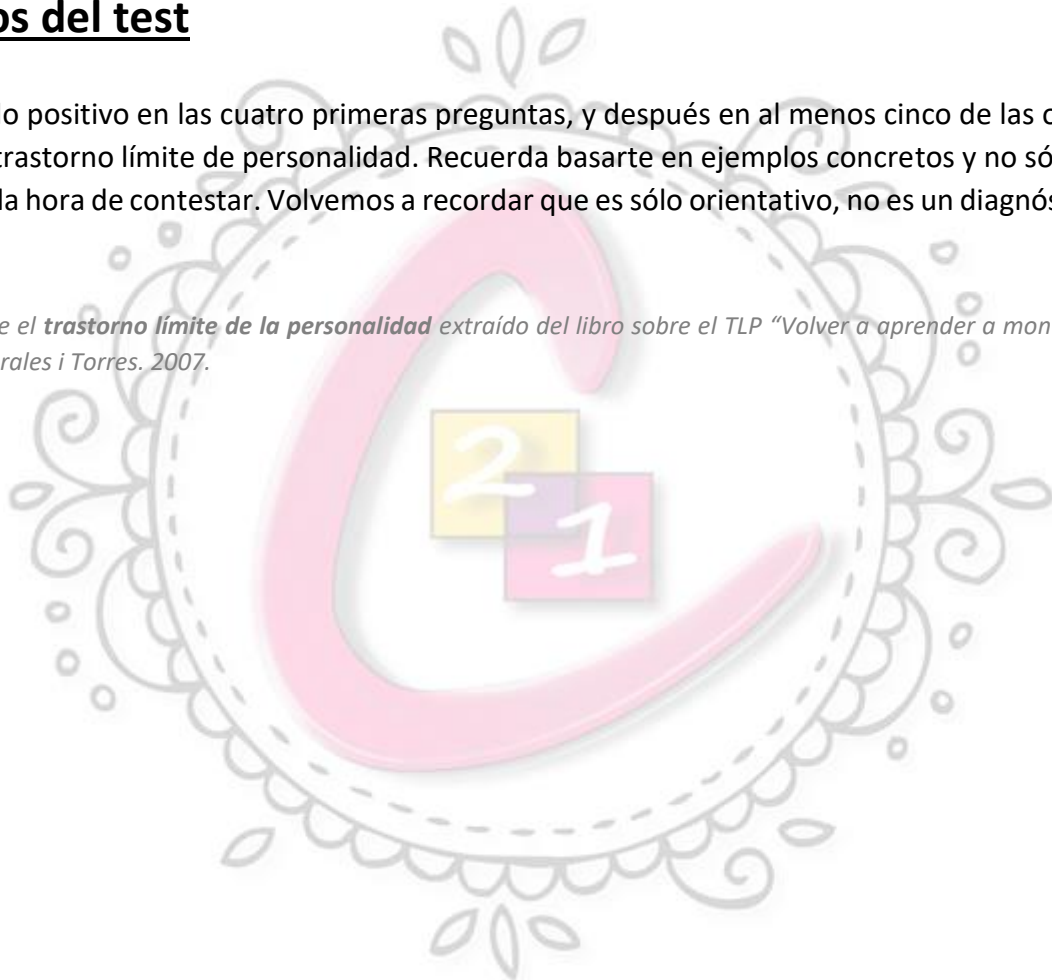 os del test
lo positivo en las cuatro primeras preguntas, y después en al menos cinco de las o
trastorno límite de personalidad. Recuerda basarte en ejemplos concretos y no só
la hora de contestar. Volvemos a recordar que es sólo orientativo, no es un diagnós
e el trastorno límite de la personalidad extraído del libro sobre el TLP “Volver a aprender a mon
rales i Torres. 2007.
C
2
1